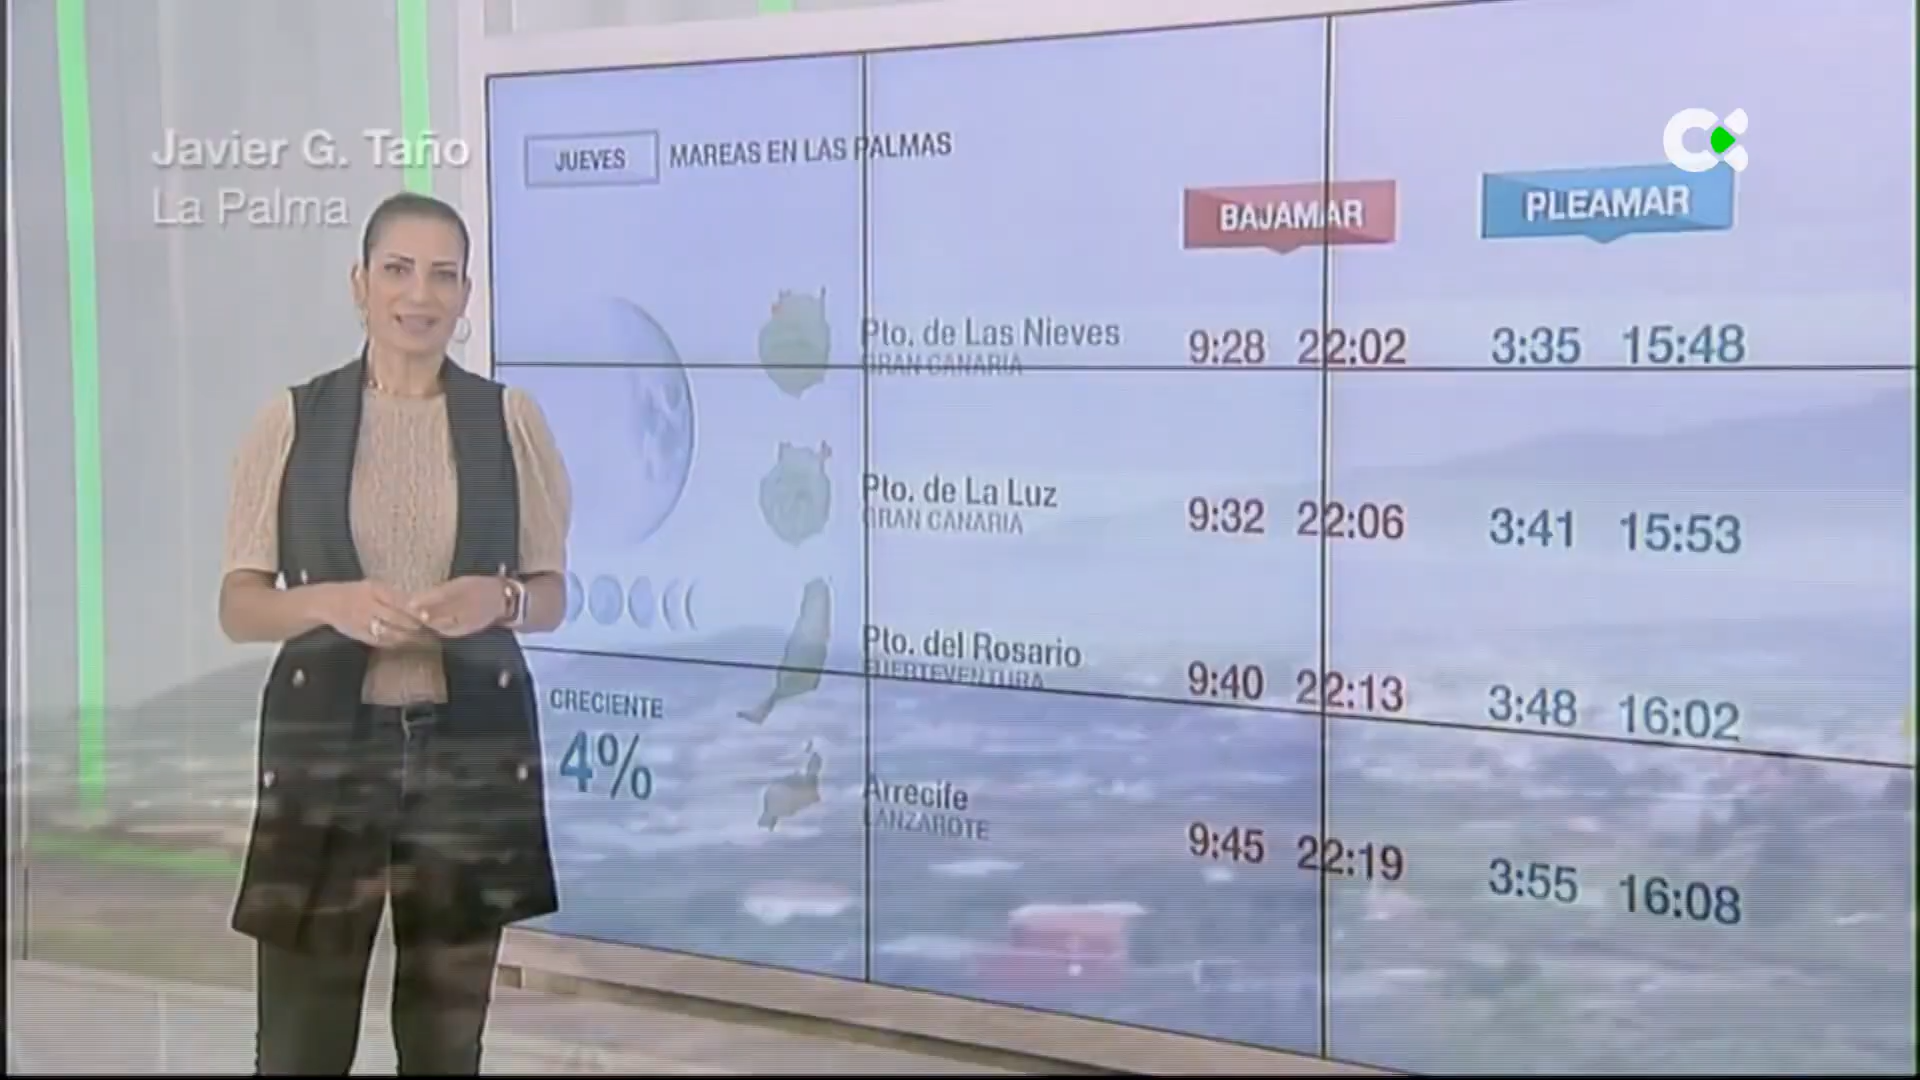 Javier G. Taño
La Palma
JUEVES MAREAS EN LAS PALMAS
BAJAMAR PLEAMAR
Pto. de Las Nieves 9:28 22:02 3:35 15:48
GRAN CANARIA
Pto. de La Luz 9:32 22:06 3:41 15:53
GRAN CANARIA
Pto. del Rosario 9:40 22:13 3:48 16:02
FUERTEVENTURA
CRECIENTE
4%
Arrecife 9:45 22:19 3:55 16:08
LANZAROTE